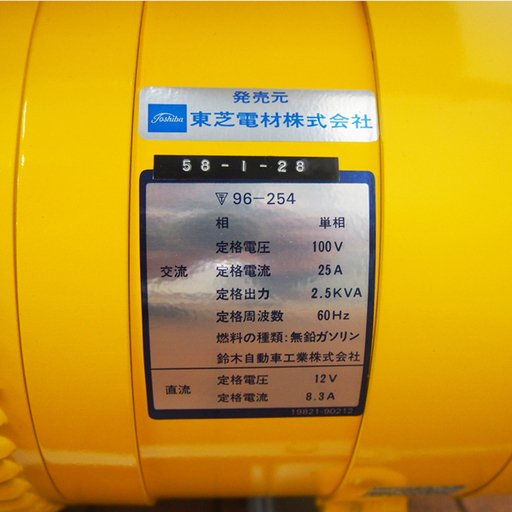 発売元
Toshiba 東芝電材株式会社
58-1-28
96-254
相 単相
定格電圧 100V
交流 定格電流 25A
定格出力 2.5KVA
定格周波数 60Hz
燃料の種類:無鉛ガソリン
鈴木自動車工業株式会社
直流 定格電圧 12V
定格電流 8.3A
19821-90212